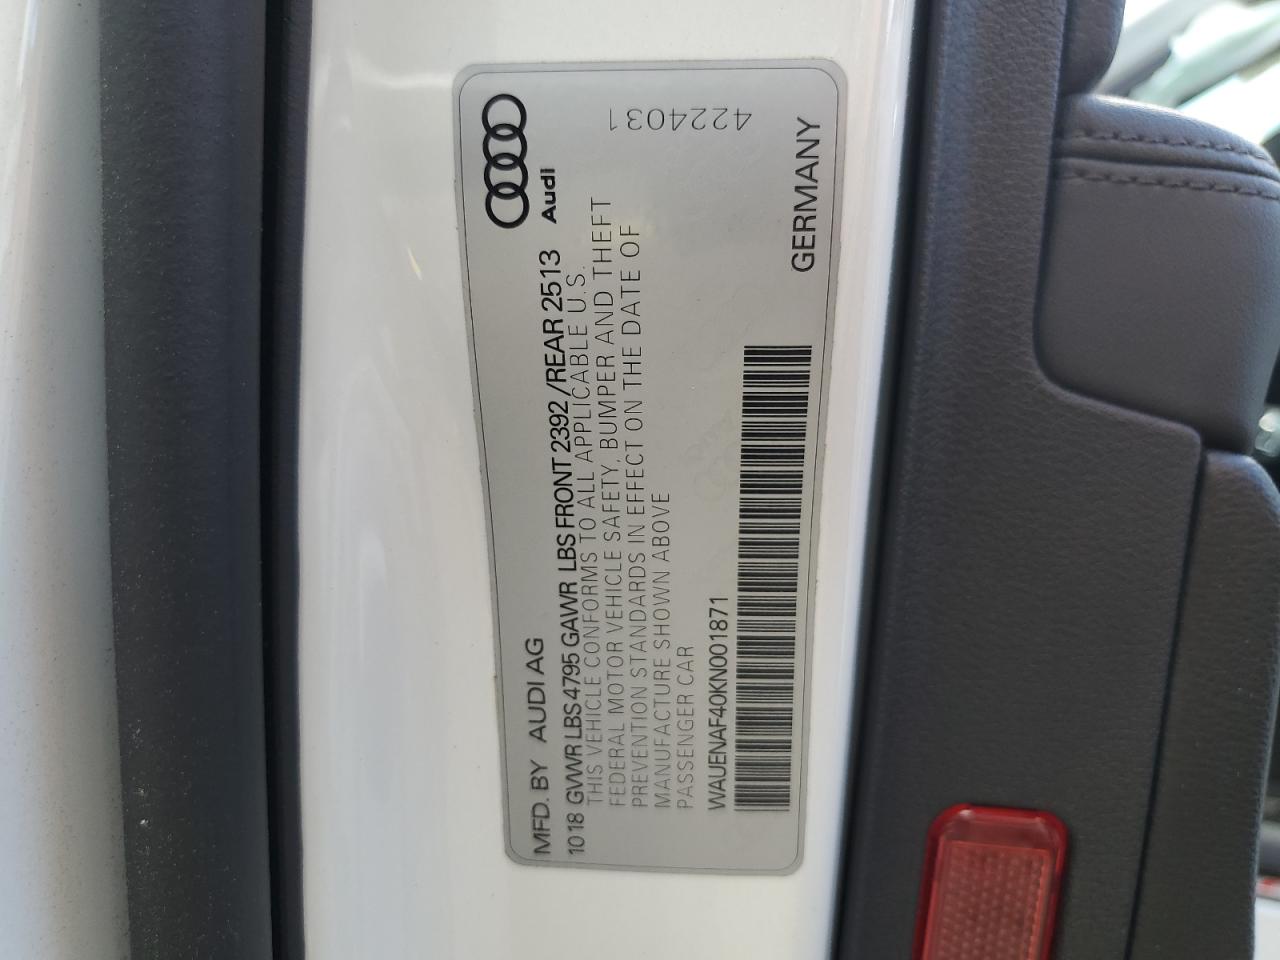 MFD. BY AUDI AG
Audi
10 18 GVWR LBS 4795 GAWR LBS FRONT 2392 /REAR 2513
THIS VEHICLE CONFORMS TO ALL APPLICABLE U.S.
FEDERAL MOTOR VEHICLE SAFETY, BUMPER AND THEFT
PREVENTION STANDARDS IN EFFECT ON THE DATE OF
MANUFACTURE SHOWN ABOVE
PASSENGER CAR
WAUENAF40KN001871
GERMANY
4224031